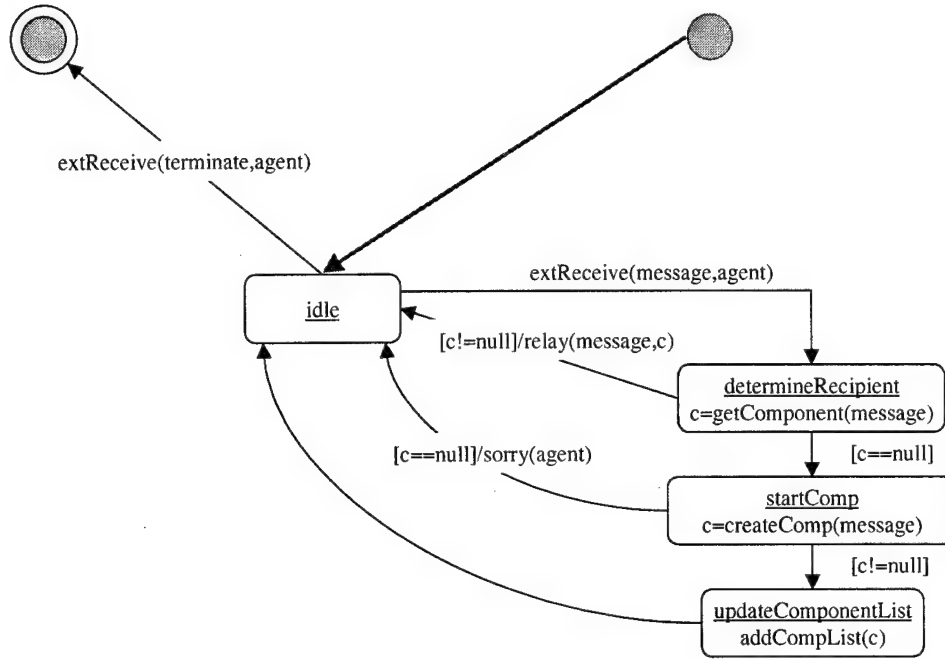 extReceive(terminate,agent)
extReceive(message,agent)
idle
[c!=null]/relay(message,c)
determineRecipient
c=getComponent(message)
[c==null]/sorry(agent)
[c==null]
startComp
c=createComp(message)
[c!=null]
updateComponentList
addCompList(c)